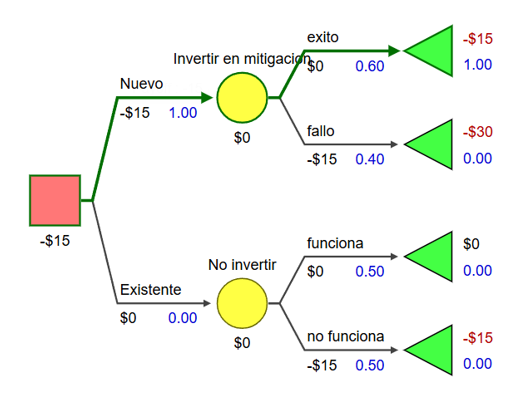 exito
-$15
$0 0.60
1.00
Invertir en mitigacion
Nuevo
-$15 1.00
$0
fallo
-$30
-$15 0.40
0.00
-$15
funciona
$0
$0 0.50
0.00
No invertir
Existente
$0 0.00
$0
no funciona
-$15
-$15 0.50
0.00